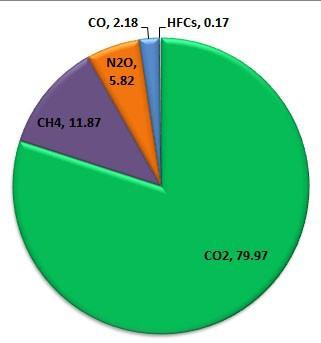 CO, 2.18
HFCs, 0.17
N2O,
5.82
CH4, 11.87
CO2, 79.97